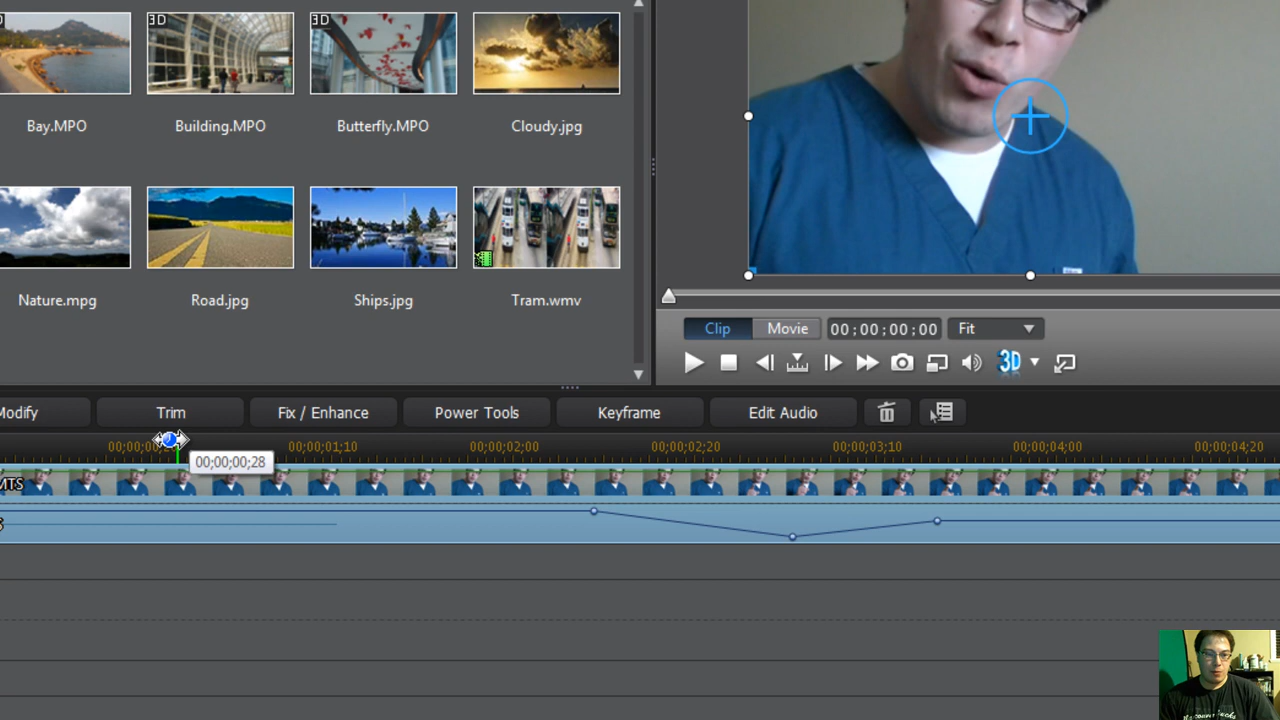 3D 3D
Bay.MPO Building.MPO Butterfly.MPO Cloudy.jpg
Nature.mpg Road.jpg Ships.jpg Tram.wmv
Clip Movie 00;00;00;00 Fit
3D
Modify Trim Fix / Enhance Power Tools Keyframe Edit Audio
00;00;01;10 00;00;02;00 00;00;02;20 00;00;03;10 00;00;04;00 00;00;04;20
00;00;00;28
MTS